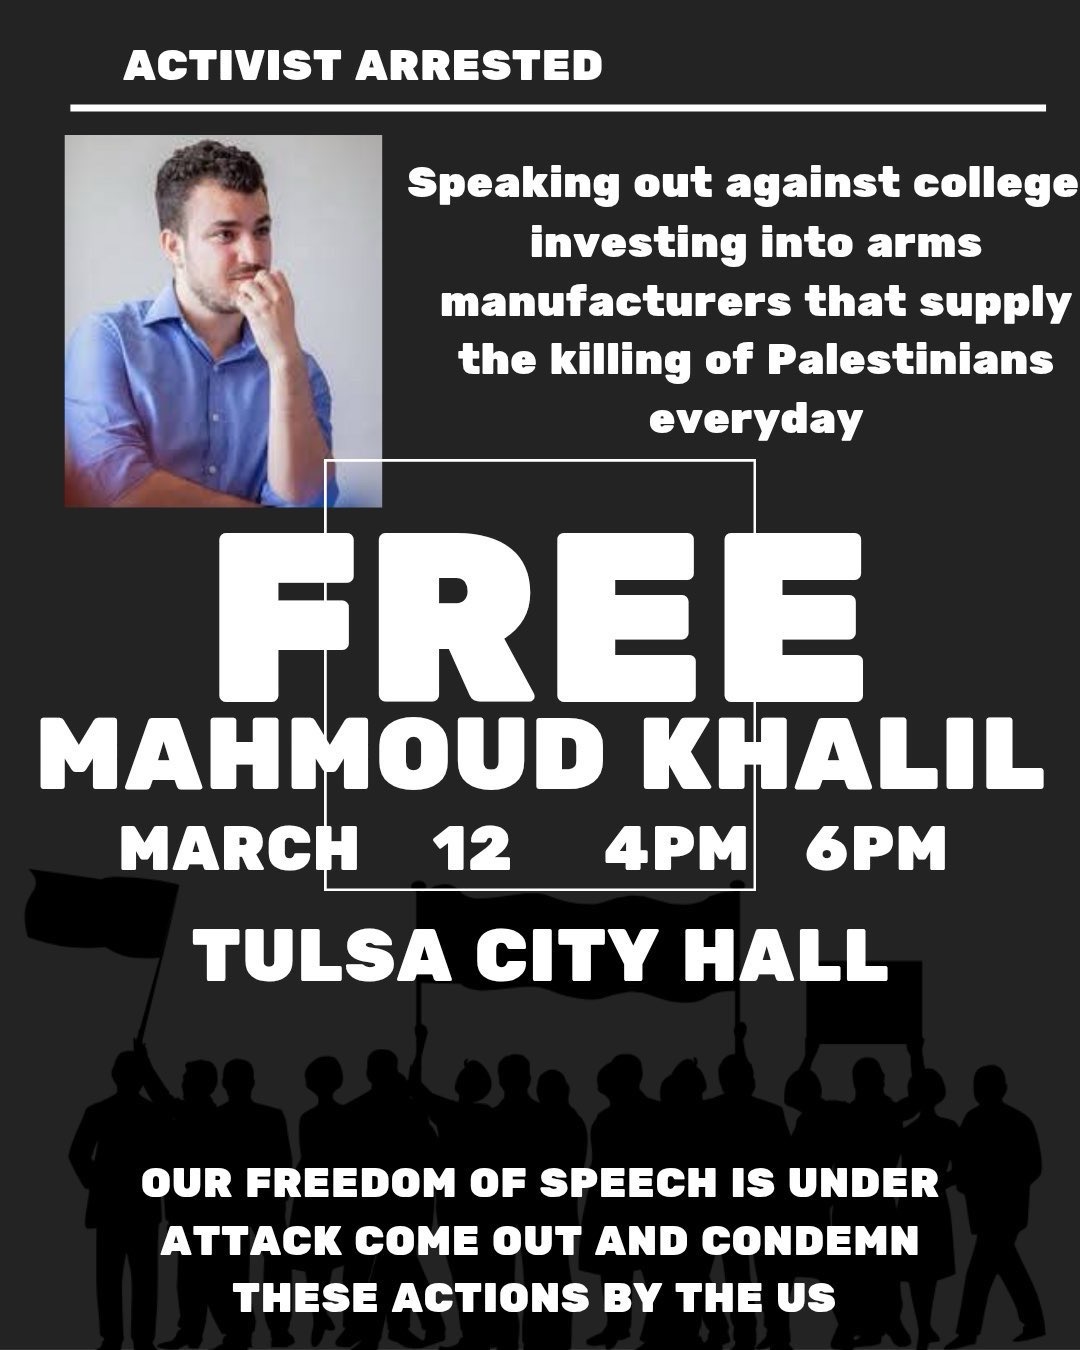 ACTIVIST ARRESTED
Speaking out against college
investing into arms
manufacturers that supply
the killing of Palestinians
everyday
FREE
MAHMOUD KHALIL
MARCH 12 4PM 6PM
TULSA CITY HALL
OUR FREEDOM OF SPEECH IS UNDER
ATTACK COME OUT AND CONDEMN
THESE ACTIONS BY THE US